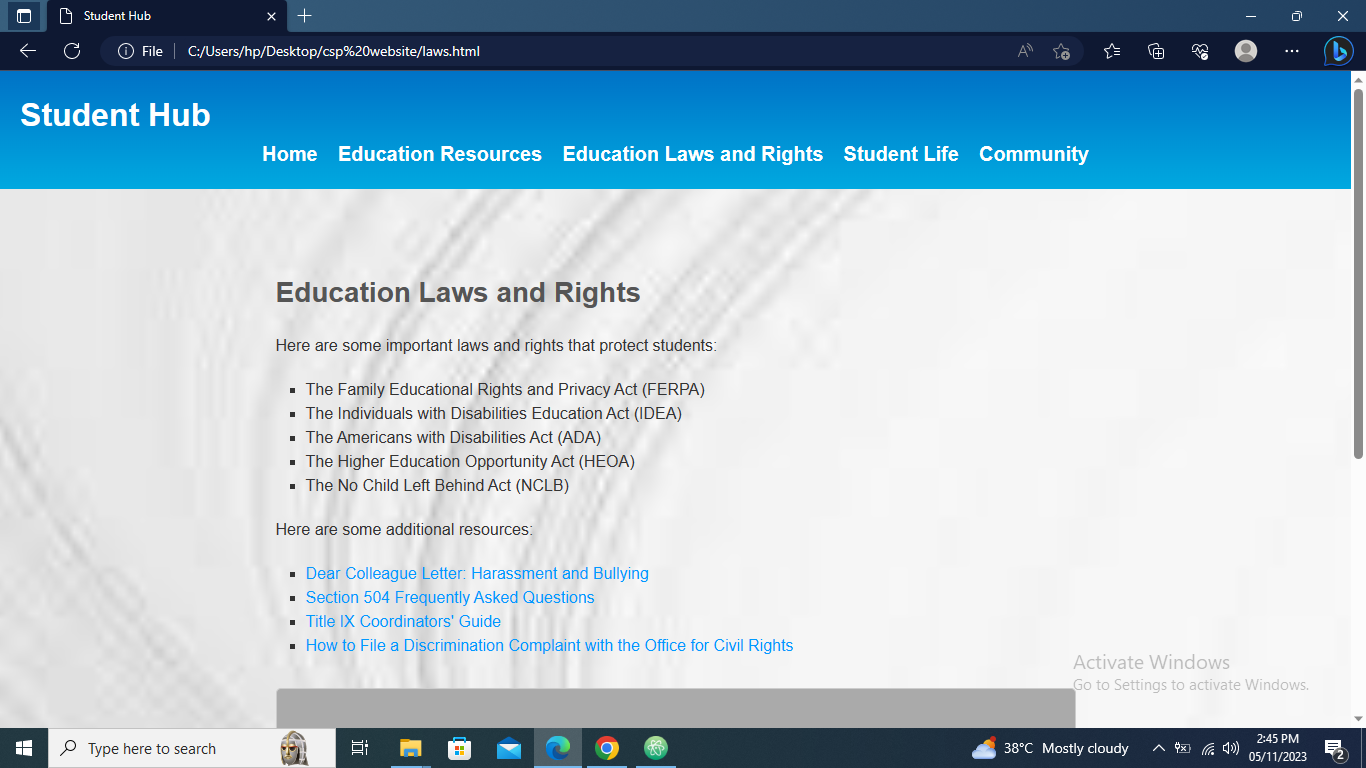 Student Hub
File
C:/Users/hp/Desktop/csp%20website/laws.html
Student Hub
Home Education Resources Education Laws and Rights Student Life Community
Education Laws and Rights
Here are some important laws and rights that protect students:
The Family Educational Rights and Privacy Act (FERPA)
The Individuals with Disabilities Education Act (IDEA)
The Americans with Disabilities Act (ADA)
The Higher Education Opportunity Act (HEOA)
The No Child Left Behind Act (NCLB)
Here are some additional resources:
Dear Colleague Letter: Harassment and Bullying
Section 504 Frequently Asked Questions
Title IX Coordinators' Guide
How to File a Discrimination Complaint with the Office for Civil Rights
Activate Windows
Go to Settings to activate Windows.
Type here to search
38°C Mostly cloudy
2:45 PM
05/11/2023
2